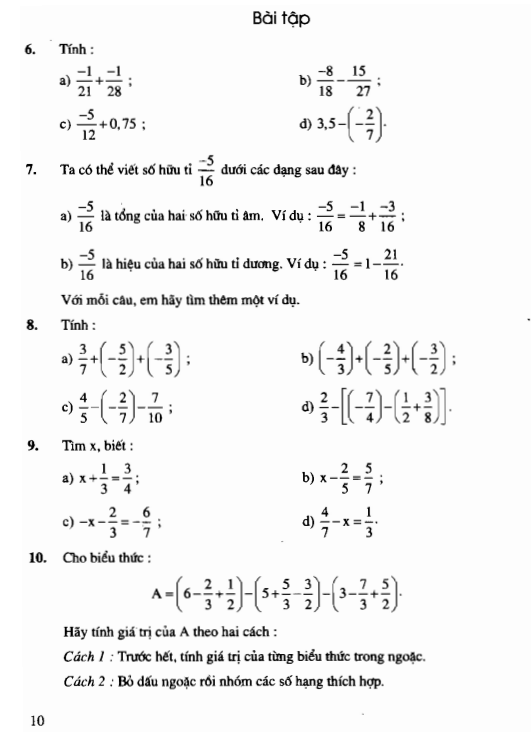 Bài tập
6. Tính :
a) $\frac{-1}{21}+\frac{-1}{28}$ ; b) $\frac{-8}{18}-\frac{15}{27}$ ;
c) $\frac{-5}{12}+0,75$ ; d) $3,5-\left(-\frac{2}{7}\right)$.
7. Ta có thể viết số hữu tỉ $\frac{-5}{16}$ dưới các dạng sau đây :
a) $\frac{-5}{16}$ là tổng của hai số hữu tỉ âm. Ví dụ : $\frac{-5}{16}=\frac{-1}{8}+\frac{-3}{16}$ ;
b) $\frac{-5}{16}$ là hiệu của hai số hữu tỉ dương. Ví dụ : $\frac{-5}{16}=1-\frac{21}{16}$.
Với mỗi câu, em hãy tìm thêm một ví dụ.
8. Tính :
a) $\frac{3}{7}+\left(-\frac{5}{2}\right)+\left(-\frac{3}{5}\right)$ ; b) $\left(-\frac{4}{3}\right)+\left(-\frac{2}{5}\right)+\left(-\frac{3}{2}\right)$ ;
c) $\frac{4}{5}-\left(-\frac{2}{7}\right)-\frac{7}{10}$ ; d) $\frac{2}{3}-\left[\left(-\frac{7}{4}\right)-\left(\frac{1}{2}+\frac{3}{8}\right)\right]$.
9. Tìm x, biết :
a) $x+\frac{1}{3}=\frac{3}{4}$; b) $x-\frac{2}{5}=\frac{5}{7}$ ;
c) $-x-\frac{2}{3}=-\frac{6}{7}$ ; d) $\frac{4}{7}-x=\frac{1}{3}$.
10. Cho biểu thức :
$A=\left(6-\frac{2}{3}+\frac{1}{2}\right)-\left(5+\frac{5}{3}-\frac{3}{2}\right)-\left(3-\frac{7}{3}+\frac{5}{2}\right)$.
Hãy tính giá trị của A theo hai cách :
Cách 1 : Trước hết, tính giá trị của từng biểu thức trong ngoặc.
Cách 2 : Bỏ dấu ngoặc rồi nhóm các số hạng thích hợp.
10